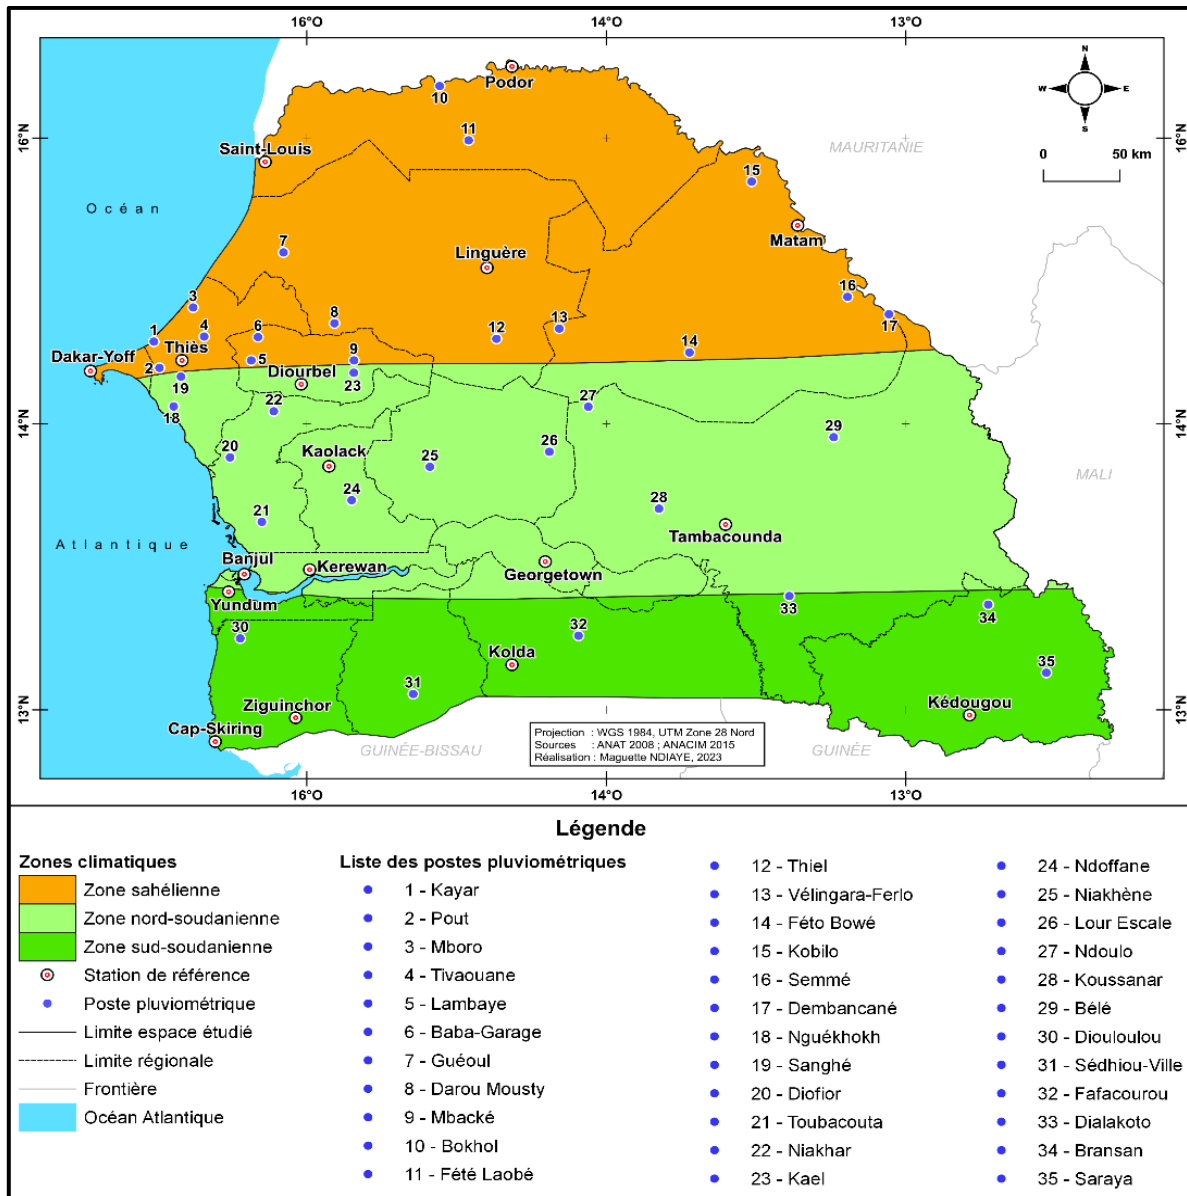 16°O 14°O 13°O
N
W E
S
0 50 km
16°N 16°N
14°N 14°N
13°N 13°N
Podor
10
11
Saint-Louis
MAURITANIE
15
Océan
Matam
7
Linguère
16
3
17
8
13
4
6
12
1
14
Thiès
9
Dakar-Yoff
2
5
Diourbel
19
23
18
22
27
29
20
Kaolack
26
25
MALI
24
28
21
Tambacounda
Atlantique
Banjul
Kerewan
Georgetown
Yundum
33
30
32
34
Kolda
35
31
Ziguinchor
Kédougou
Cap-Skiring
GUINÉE-BISSAU
GUINÉE
Projection : WGS 1984, UTM Zone 28 Nord
Sources : ANAT 2008 ; ANACIM 2015
Réalisation : Maguette NDIAYE, 2023
16°O 14°O 13°O
Légende
Zones climatiques
Zone sahélienne
Zone nord-soudanienne
Zone sud-soudanienne
Station de référence
Poste pluviométrique
Limite espace étudié
Limite régionale
Frontière
Océan Atlantique
Liste des postes pluviométriques
1 - Kayar
2 - Pout
3 - Mboro
4 - Tivaouane
5 - Lambaye
6 - Baba-Garage
7 - Guéoul
8 - Darou Mousty
9 - Mbacké
10 - Bokhol
11 - Fété Laobé
12 - Thiel
13 - Vélingara-Ferlo
14 - Féto Bowé
15 - Kobilo
16 - Semmé
17 - Dembancané
18 - Nguékhokh
19 - Sanghé
20 - Diofior
21 - Toubacouta
22 - Niakhar
23 - Kael
24 - Ndoffane
25 - Niakhène
26 - Lour Escale
27 - Ndoulo
28 - Koussanar
29 - Bélé
30 - Diouloulou
31 - Sédhiou-Ville
32 - Fafacourou
33 - Dialakoto
34 - Bransan
35 - Saraya